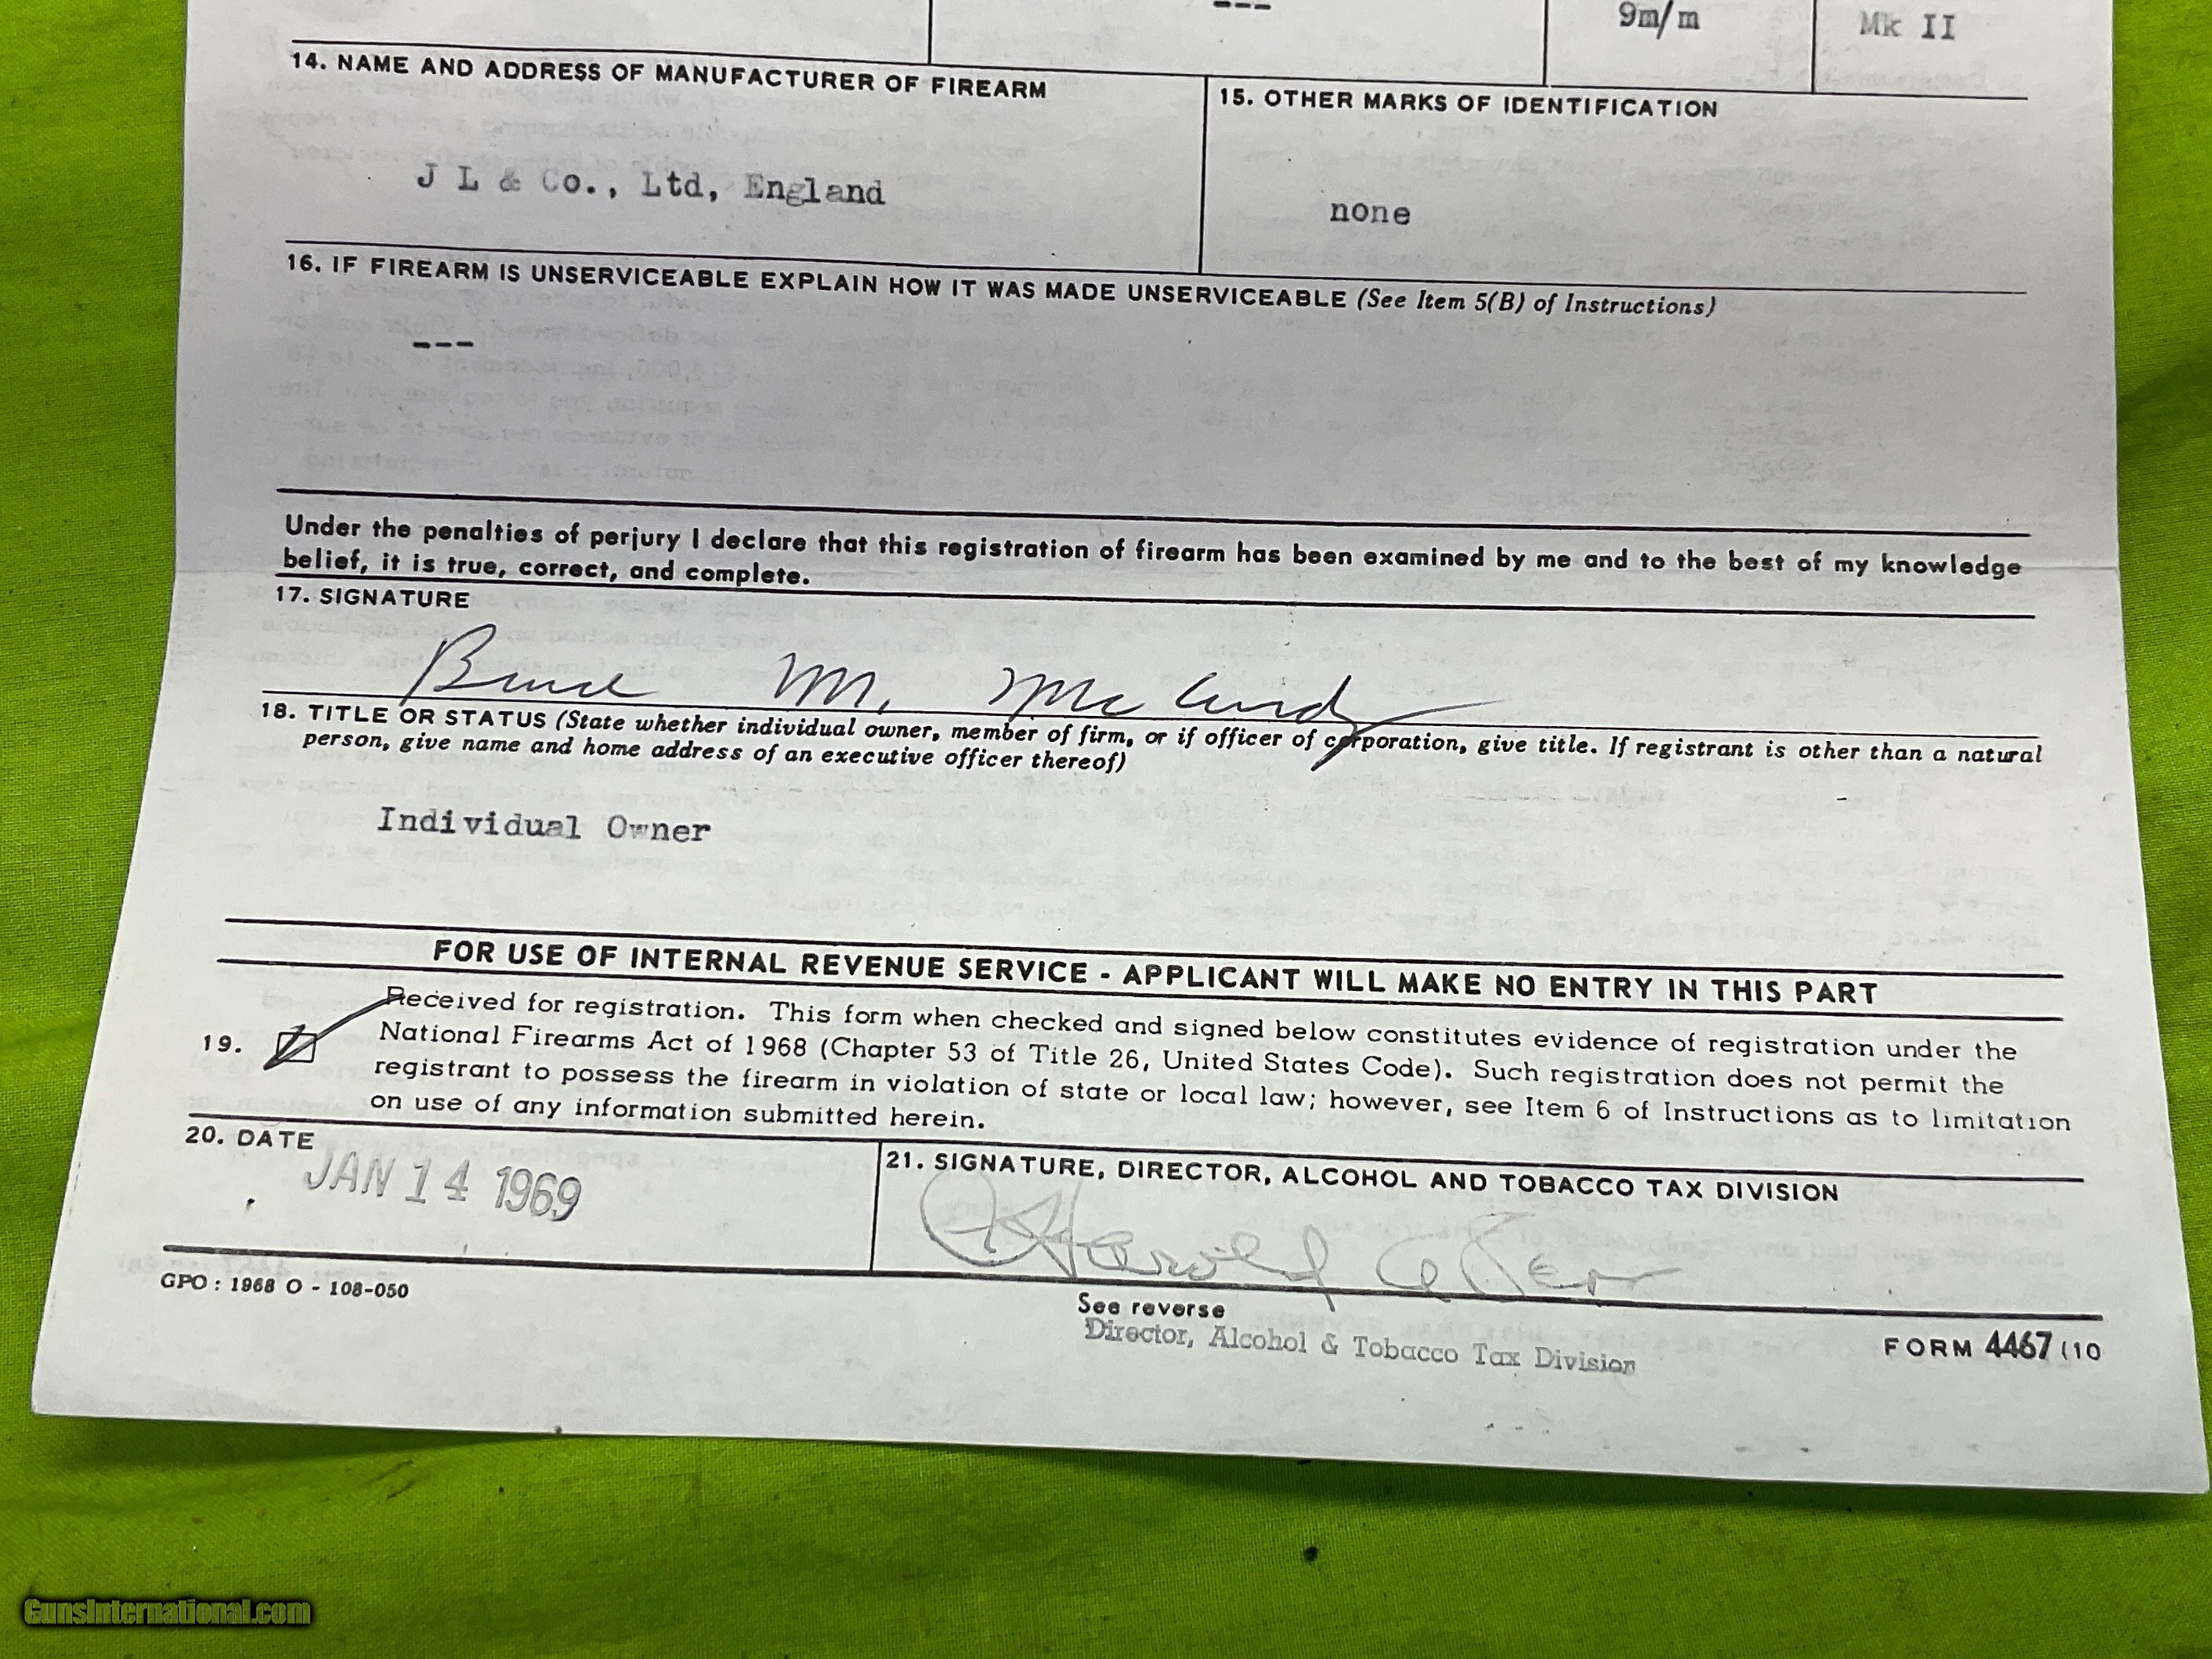 --- 9m/m Mk II
14. NAME AND ADDRESS OF MANUFACTURER OF FIREARM
15. OTHER MARKS OF IDENTIFICATION
J L & Co., Ltd, England
none
16. IF FIREARM IS UNSERVICEABLE EXPLAIN HOW IT WAS MADE UNSERVICEABLE (See Item 5(B) of Instructions)
---
Under the penalties of perjury I declare that this registration of firearm has been examined by me and to the best of my knowledge
belief, it is true, correct, and complete.
17. SIGNATURE
Bruce M.
18. TITLE OR STATUS (State whether individual owner, member of firm, or if officer of corporation, give title. If registrant is other than a natural
person, give name and home address of an executive officer thereof)
Individual Owner
FOR USE OF INTERNAL REVENUE SERVICE - APPLICANT WILL MAKE NO ENTRY IN THIS PART
19. Received for registration. This form when checked and signed below constitutes evidence of registration under the
National Firearms Act of 1968 (Chapter 53 of Title 26, United States Code). Such registration does not permit the
registrant to possess the firearm in violation of state or local law; however, see Item 6 of Instructions as to limitation
on use of any information submitted herein.
20. DATE
JAN 14 1969
21. SIGNATURE, DIRECTOR, ALCOHOL AND TOBACCO TAX DIVISION
Harold
GPO : 1968 O - 108-050
See reverse
Director, Alcohol & Tobacco Tax Division
FORM 4467 (10
GunsInternational.com